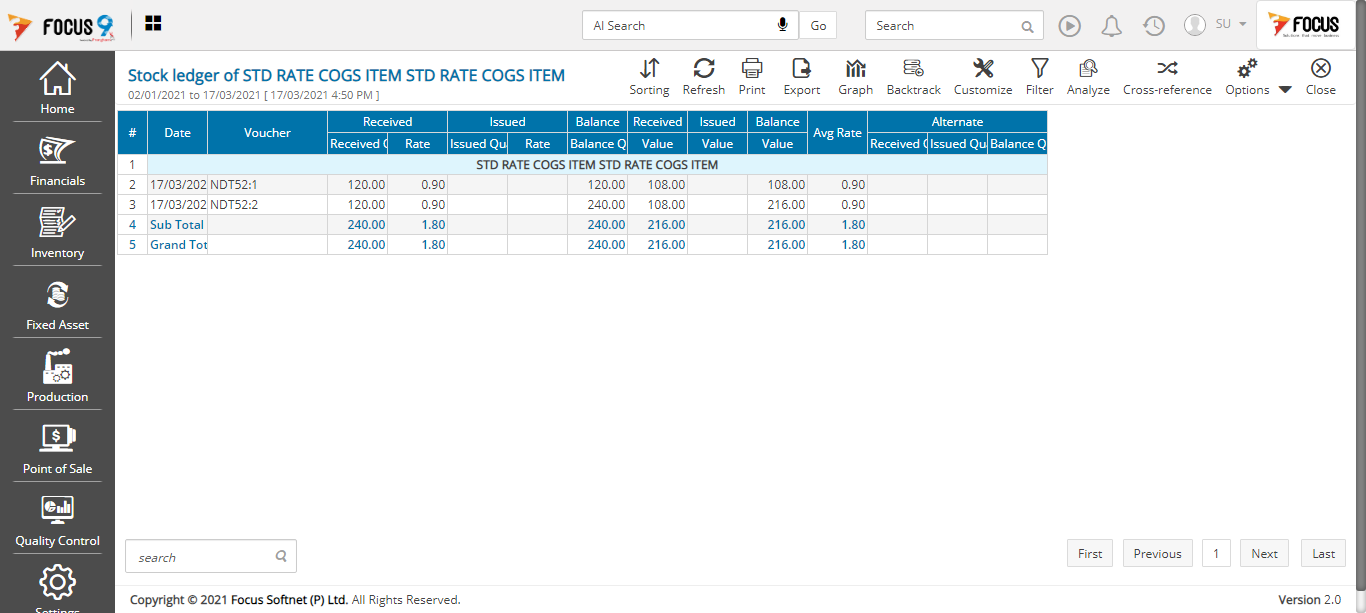 FOCUS 9
AI Search
Go
Search
SU
FOCUS
Home
Financials
Inventory
Fixed Asset
Production
Point of Sale
Quality Control
Settings
Stock ledger of STD RATE COGS ITEM STD RATE COGS ITEM
02/01/2021 to 17/03/2021 [ 17/03/2021 4:50 PM ]
Sorting Refresh Print Export Graph Backtrack Customize Filter Analyze Cross-reference Options Close
# Date Voucher Received Issued Balance Received Issued Balance Avg Rate Alternate
Received Q Rate Issued Qu Rate Balance Q Value Value Value Received Q Issued Qu Balance Q
1 STD RATE COGS ITEM STD RATE COGS ITEM
2 17/03/202 NDT52:1 120.00 0.90 120.00 108.00 108.00 0.90
3 17/03/202 NDT52:2 120.00 0.90 240.00 108.00 216.00 0.90
4 Sub Total 240.00 1.80 240.00 216.00 216.00 1.80
5 Grand Tot 240.00 1.80 240.00 216.00 216.00 1.80
search
First Previous 1 Next Last
Copyright © 2021 Focus Softnet (P) Ltd. All Rights Reserved.
Version 2.0